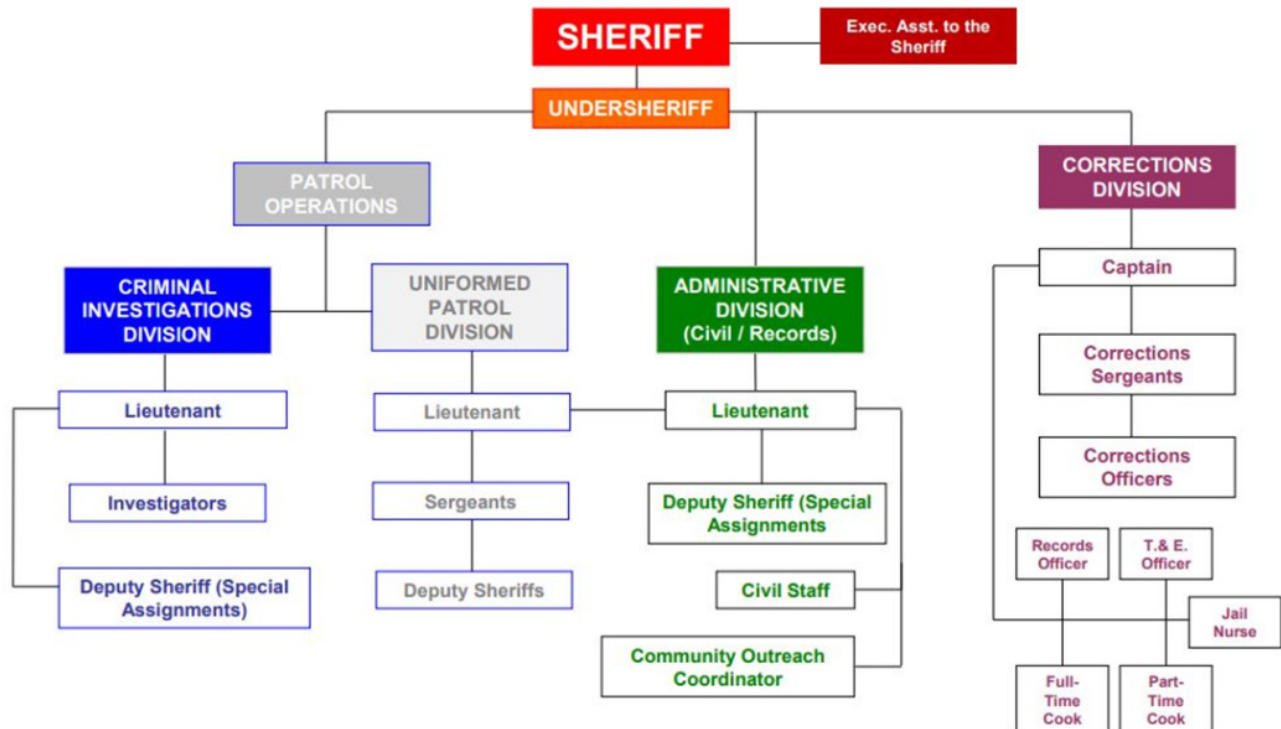 SHERIFF
Exec. Asst. to the
Sheriff
UNDERSHERIFF
PATROL
OPERATIONS
CORRECTIONS
DIVISION
CRIMINAL
INVESTIGATIONS
DIVISION
UNIFORMED
PATROL
DIVISION
ADMINISTRATIVE
DIVISION
(Civil / Records)
Captain
Corrections
Sergeants
Corrections
Officers
Lieutenant
Lieutenant
Lieutenant
Investigators
Sergeants
Deputy Sheriff (Special
Assignments
Deputy Sheriff (Special
Assignments)
Deputy Sheriffs
Civil Staff
Community Outreach
Coordinator
Records
Officer
T.& E.
Officer
Jail
Nurse
Full-
Time
Cook
Part-
Time
Cook